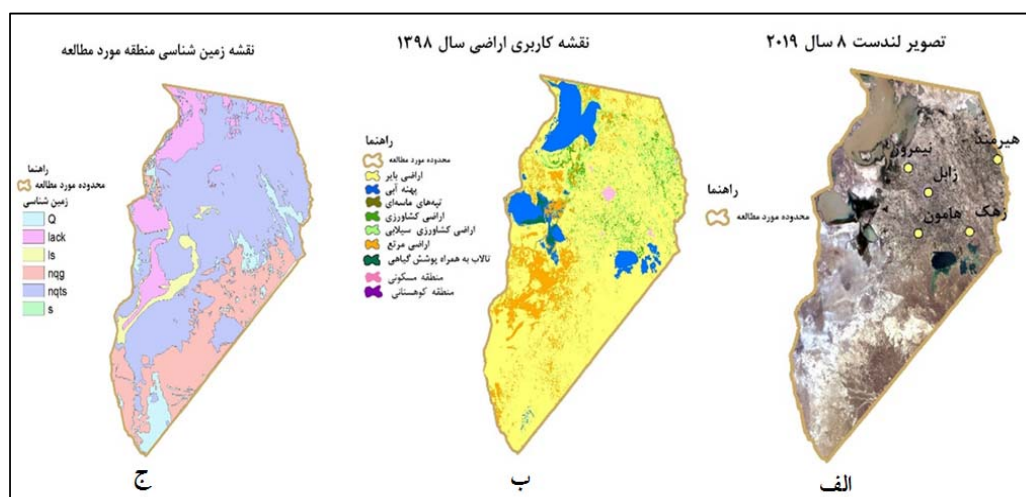 تصویر لندست ۸ سال ۲۰۱۹
هیرمند
نیمروز
زابل
هامون
زهک
راهنما
محدوده مورد مطالعه
الف
نقشه کاربری اراضی سال ۱۳۹۸
راهنما
محدوده مورد مطالعه
اراضی بایر
پهنه آبی
تپه‌های ماسه‌ای
اراضی کشاورزی
اراضی کشاورزی سیلابی
اراضی مرتع
تالاب به همراه پوشش گیاهی
منطقه مسکونی
منطقه کوهستانی
ب
نقشه زمین شناسی منطقه مورد مطالعه
راهنما
محدوده مورد مطالعه
زمین شناسی
Q
lack
ls
nqg
nqts
s
ج